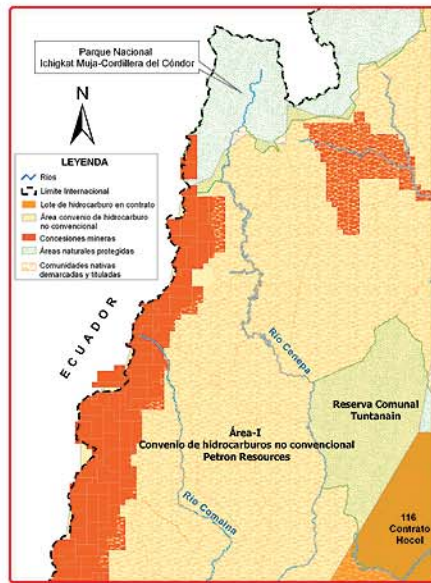 Parque Nacional
Ichigkat Muja-Cordillera del Cóndor
N
LEYENDA
Ríos
Límite Internacional
Lote de hidrocarburo en contrato
Área convenio de hidrocarburo
no convencional
Concesiones mineras
Áreas naturales protegidas
Comunidades nativas
demarcadas y tituladas
ECUADOR
Río Cenepa
Reserva Comunal
Tuntanain
Área-I
Convenio de hidrocarburos no convencional
Petron Resources
Río Comaina
116
Contrato
Hocol